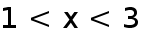 1 < x < 3